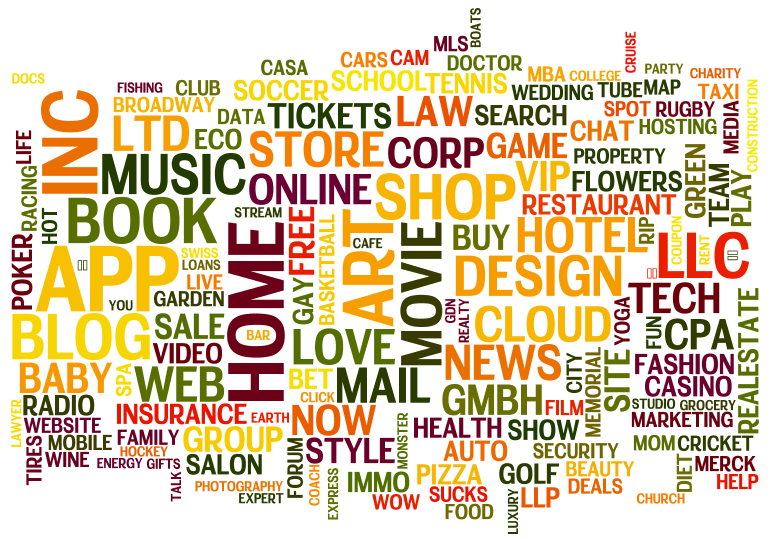 BOATS
MLS
CRUISE
CASA
CARS
CAM
DOCTOR
DOCS
FISHING
CLUB
SOCCER
SCHOOL
TENNIS
MBA
COLLEGE
PARTY
CHARITY
WEDDING
TUBE
MAP
TAXI
INC
BROADWAY
DATA
TICKETS
LAW
SEARCH
SPOT
RUGBY
MEDIA
CONSTRUCTION
LTD
ECO
STORE
CORP
GAME
CHAT
HOSTING
LIFE
RACING
MUSIC
ONLINE
SHOP
VIP
PROPERTY
FLOWERS
GREEN
TEAM
PLAY
HOT
BOOK
STREAM
FREE
BASKETBALL
ART
CAFE
MOVIE
BUY
RESTAURANT
HOTEL
RIP
COUPON
RENT
LLC
POKER
APP
SWISS
LOANS
LIVE
YOU
GARDEN
HOME
GAY
DESIGN
TECH
BLOG
SALE
BAR
LOVE
GDN
REALTY
CLOUD
YOGA
FUN
CPA
REALESTATE
VIDEO
BABY
SPA
WEB
BET
CLICK
MAIL
NEWS
CITY
MEMORIAL
SITE
FASHION
CASINO
LAWYER
RADIO
INSURANCE
EARTH
NOW
GMBH
FILM
STUDIO
GROCERY
MARKETING
WEBSITE
TIRES
MOBILE
FAMILY
HOCKEY
GROUP
STYLE
MONSTER
HEALTH
SHOW
MOM
CRICKET
WINE
ENERGY
GIFTS
TALK
SALON
FORUM
COACH
EXPRESS
IMMO
PIZZA
AUTO
SECURITY
GOLF
BEAUTY
DIET
MERCK
HELP
PHOTOGRAPHY
EXPERT
WOW
SUCKS
FOOD
LUXURY
LLP
DEALS
CHURCH